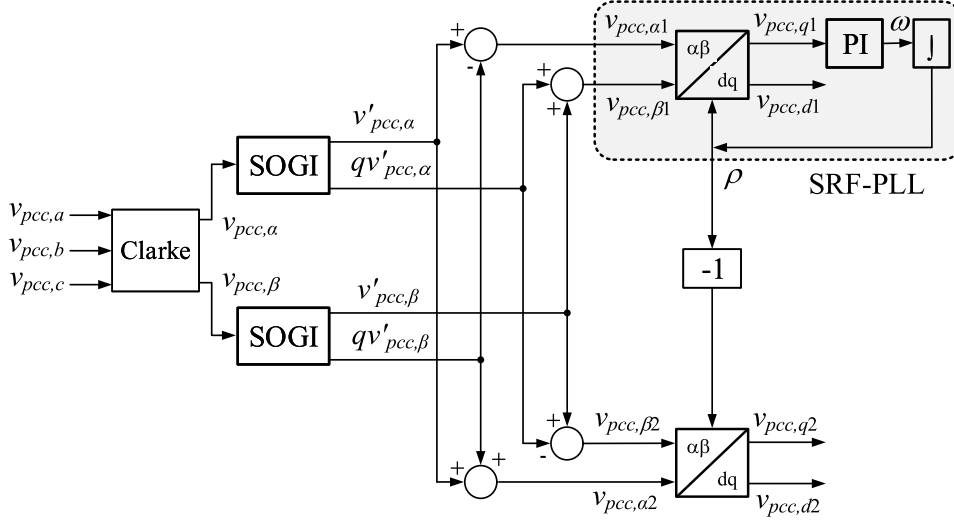 v_pcc,a
v_pcc,b
v_pcc,c
Clarke
v_pcc,α
v_pcc,β
SOGI
SOGI
v'_pcc,α
qv'_pcc,α
v'_pcc,β
qv'_pcc,β
+
-
+
+
+
-
+
+
v_pcc,α1
v_pcc,β1
αβ
dq
v_pcc,q1
v_pcc,d1
PI
ω
∫
ρ
SRF-PLL
-1
v_pcc,β2
v_pcc,α2
αβ
dq
v_pcc,q2
v_pcc,d2